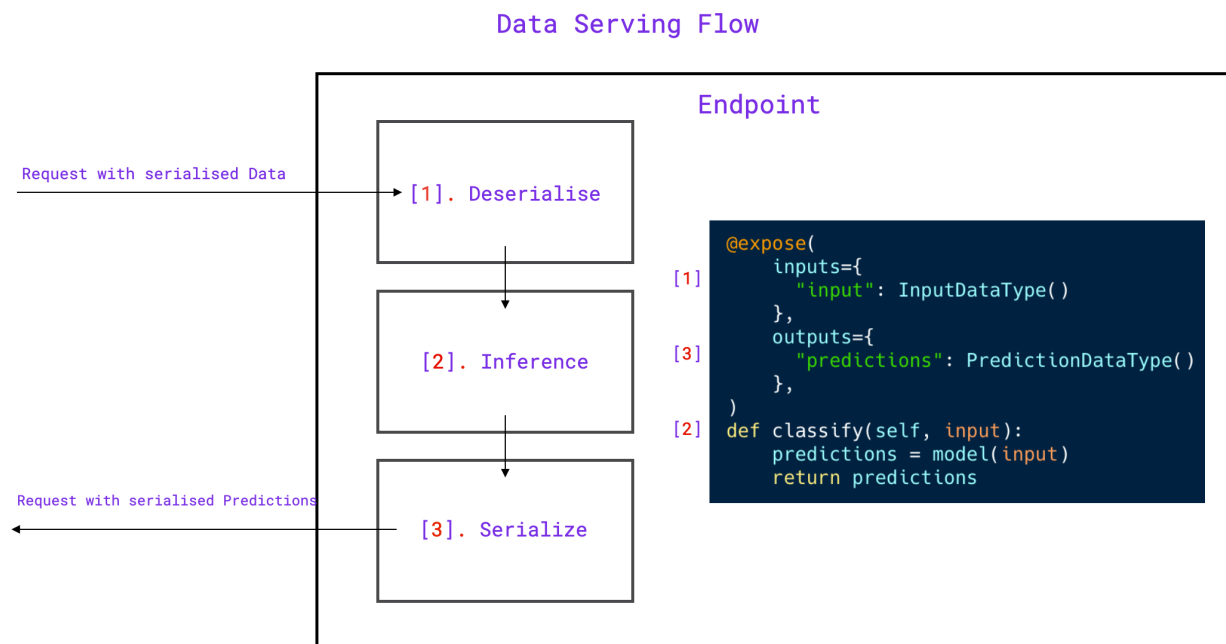 Data Serving Flow
Endpoint
Request with serialised Data
[1]. Deserialise
[2]. Inference
[3]. Serialize
Request with serialised Predictions
[1]
[3]
[2]
@expose(
    inputs={
      "input": InputDataType()
    },
    outputs={
      "predictions": PredictionDataType()
    },
)
def classify(self, input):
    predictions = model(input)
    return predictions